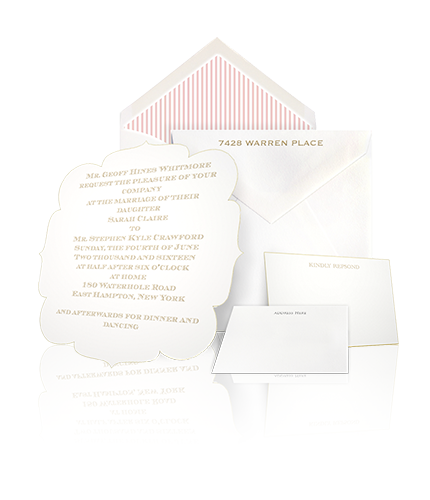 7428 WARREN PLACE
MR. GEOFF HINES WHITMORE
REQUEST THE PLEASURE OF YOUR
COMPANY
AT THE MARRIAGE OF THEIR
DAUGHTER
SARAH CLAIRE
TO
MR. STEPHEN KYLE CRAWFORD
SUNDAY, THE FOURTH OF JUNE
TWO THOUSAND AND SIXTEEN
AT HALF AFTER SIX O'CLOCK
AT HOME
180 WATERHOLE ROAD
EAST HAMPTON, NEW YORK
AND AFTERWARDS FOR DINNER AND
DANCING
KINDLY RESPOND